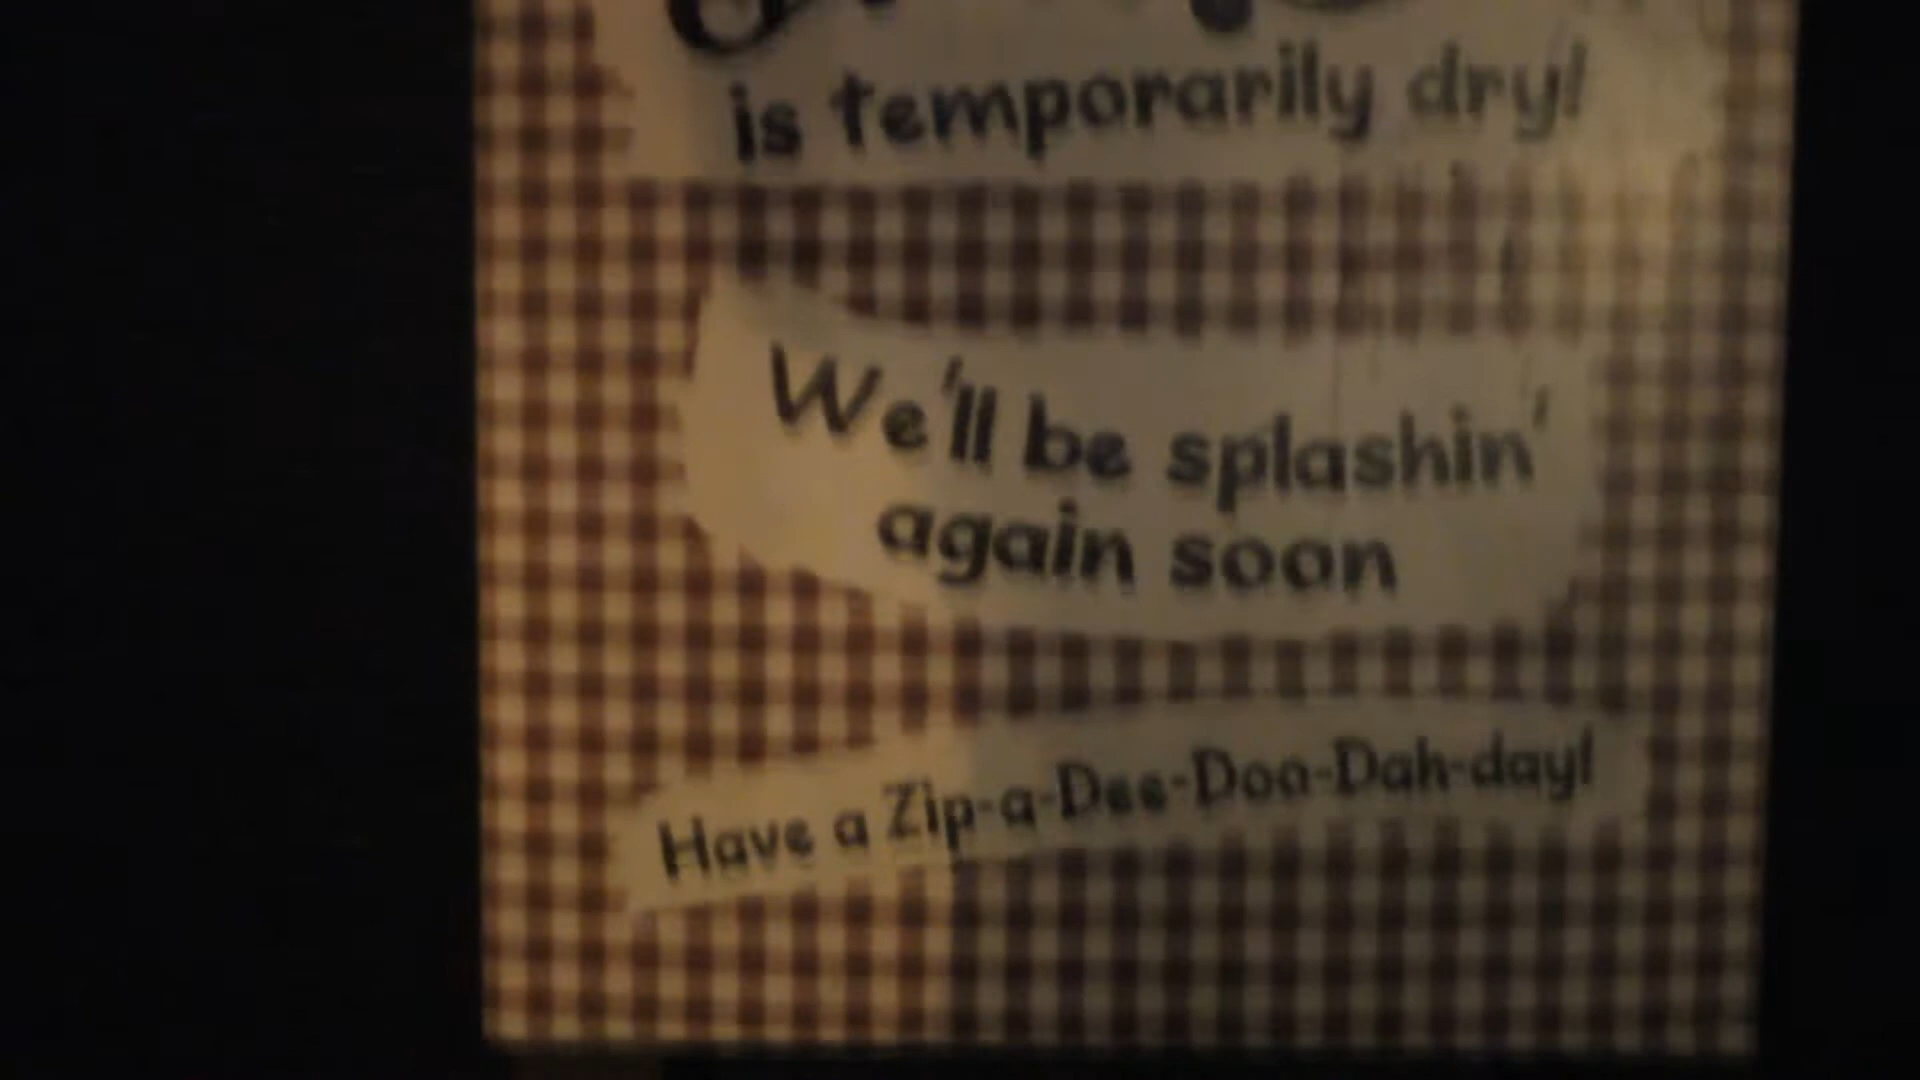 is temporarily dry!
We'll be splashin'
again soon
Have a Zip-a-Dee-Doo-Dah-day!